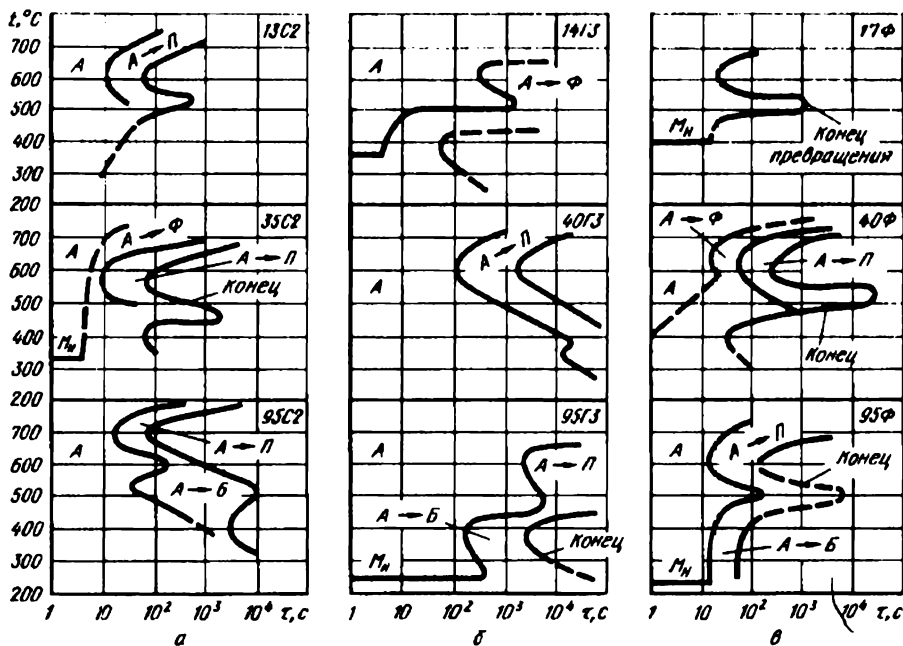 t,°C
13С2
700
А
А→П
600
500
400
300
200
35С2
А→Ф
700
А
А→П
600
Конец
500
400
Мн
300
200
95С2
700
А→П
А
600
А→Б
500
400
300
200
1 10 10² 10³ τ,с
а
14Г3
А
А→Ф
40Г3
А→П
А
95Г3
А
А→П
А→Б
Конец
Мн
1 10 10² 10³ τ,с
б
17Ф
Мн
Конец
превращения
А→Ф
40Ф
А→П
А
Конец
95Ф
А
А→П
Конец
А→Б
Мн
1 10 10² 10³ 10⁴ τ,с
в